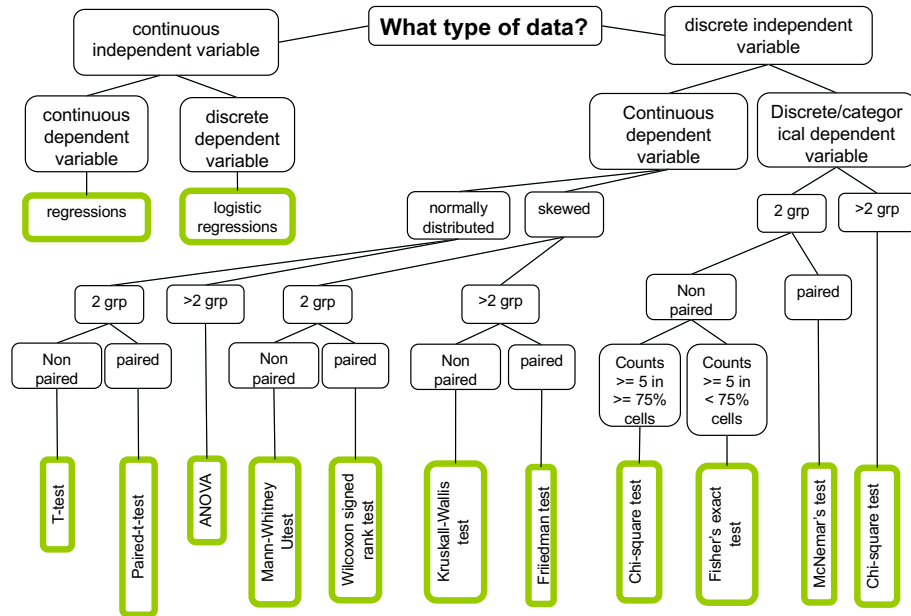 What type of data?
continuous
independent variable
discrete independent
variable
continuous
dependent
variable
discrete
dependent
variable
Continuous
dependent
variable
Discrete/categor
ical dependent
variable
regressions
logistic
regressions
normally
distributed
skewed
2 grp
>2 grp
2 grp
>2 grp
2 grp
>2 grp
Non
paired
paired
Non
paired
paired
Non
paired
paired
Non
paired
paired
Counts
>= 5 in
>= 75%
cells
Counts
>= 5 in
< 75%
cells
T-test
Paired-t-test
ANOVA
Mann-Whitney
Utest
Wilcoxon signed
rank test
Kruskall-Wallis
test
Friiedman test
Chi-square test
Fisher's exact
test
McNemar's test
Chi-square test